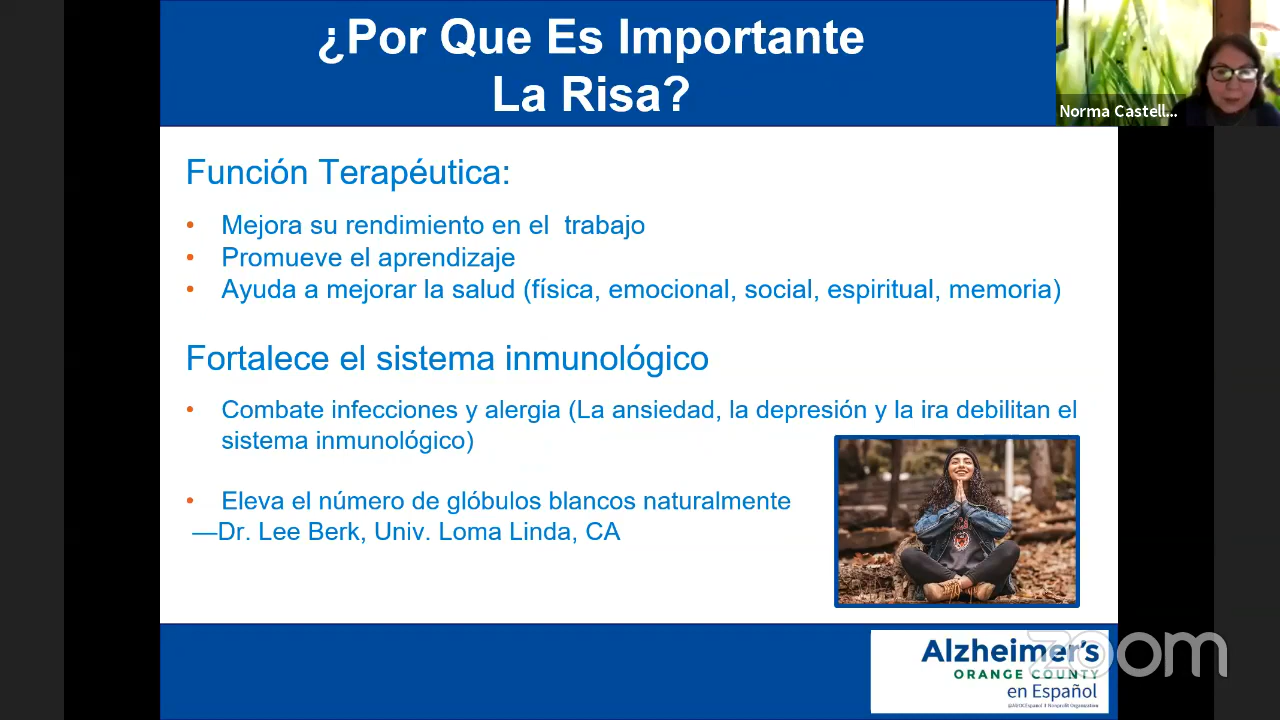 ¿Por Que Es Importante
La Risa?
Norma Castell...
Función Terapéutica:
• Mejora su rendimiento en el trabajo
• Promueve el aprendizaje
• Ayuda a mejorar la salud (física, emocional, social, espiritual, memoria)
Fortalece el sistema inmunológico
• Combate infecciones y alergia (La ansiedad, la depresión y la ira debilitan el
sistema inmunológico)
• Eleva el número de glóbulos blancos naturalmente
—Dr. Lee Berk, Univ. Loma Linda, CA
Alzheimer's
ORANGE COUNTY
en Español
zoom